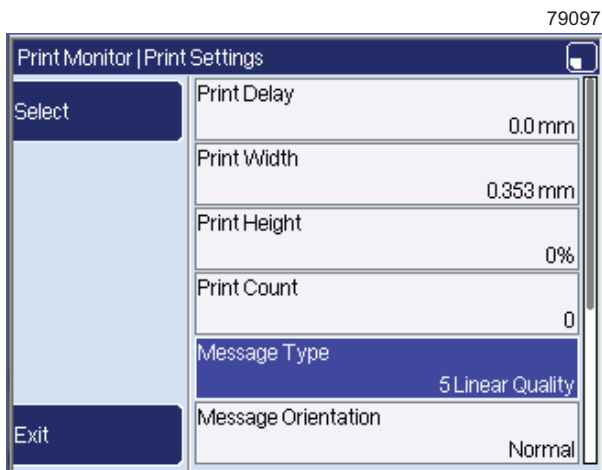 79097
Print Monitor | Print Settings
Select
Print Delay
0.0 mm
Print Width
0.353 mm
Print Height
0%
Print Count
0
Message Type
5 Linear Quality
Message Orientation
Normal
Exit